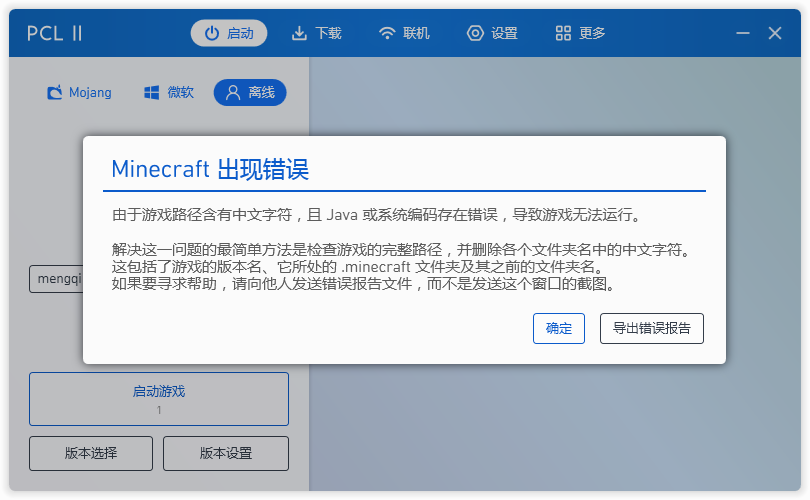 PCL II
启动
下载
联机
设置
更多
Mojang
微软
离线
Minecraft 出现错误
由于游戏路径含有中文字符，且 Java 或系统编码存在错误，导致游戏无法运行。
解决这一问题的最简单方法是检查游戏的完整路径，并删除各个文件夹名中的中文字符。
这包括了游戏的版本名、它所处的 .minecraft 文件夹及其之前的文件夹名。
如果要寻求帮助，请向他人发送错误报告文件，而不是发送这个窗口的截图。
mengqi
确定
导出错误报告
启动游戏
1
版本选择
版本设置